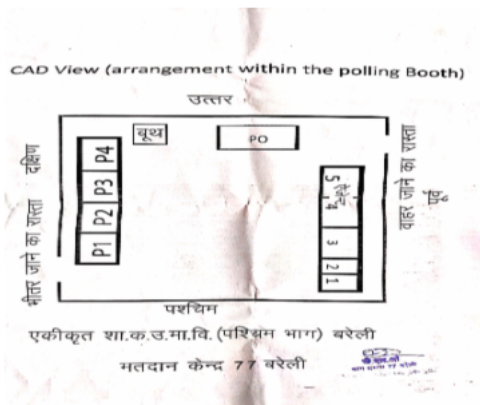 CAD View (arrangement within the polling Booth)
उत्तर
बूथ
PO
दक्षिण
भीतर जाने का रास्ता
P1 P2 P3 P4
5
4
3
2
1
वाहर जाने का रास्ता
पूर्व
पश्चिम
एकीकृत शा.क.उ.मा.वि. (पश्चिम भाग) बरेली
मतदान केन्द्र 77 बरेली